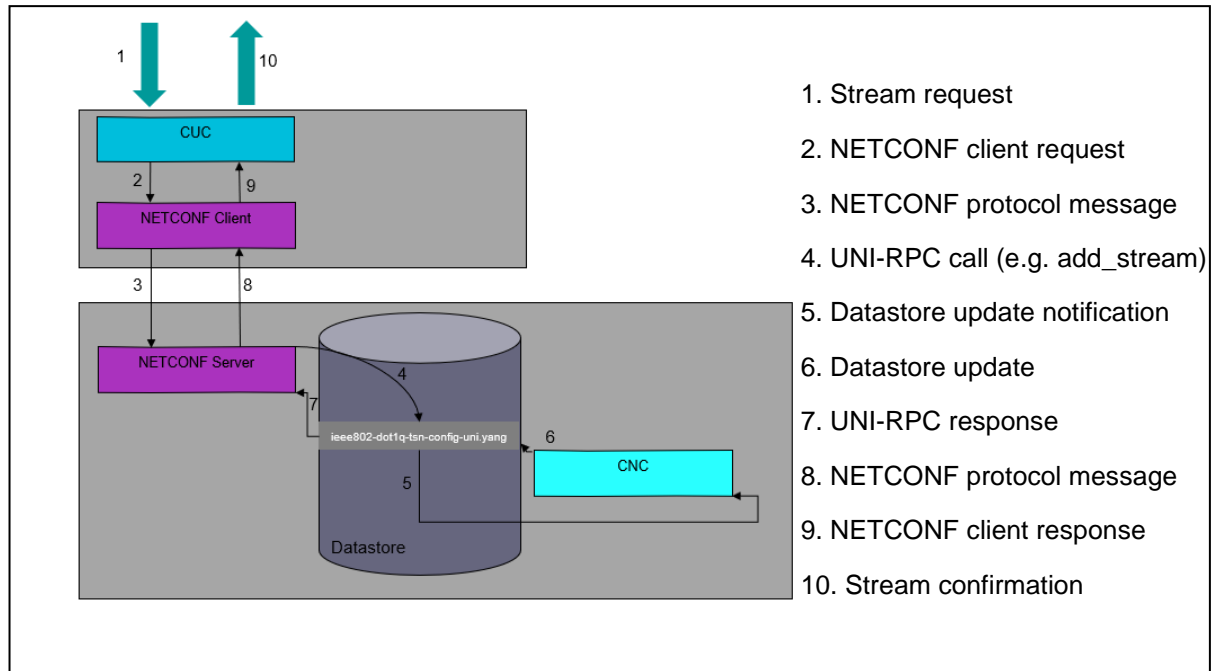 1
10
CUC
2
9
NETCONF Client
3
8
NETCONF Server
4
7
ieee802-dot1q-tsn-config-uni.yang
6
CNC
5
Datastore
1. Stream request
2. NETCONF client request
3. NETCONF protocol message
4. UNI-RPC call (e.g. add_stream)
5. Datastore update notification
6. Datastore update
7. UNI-RPC response
8. NETCONF protocol message
9. NETCONF client response
10. Stream confirmation